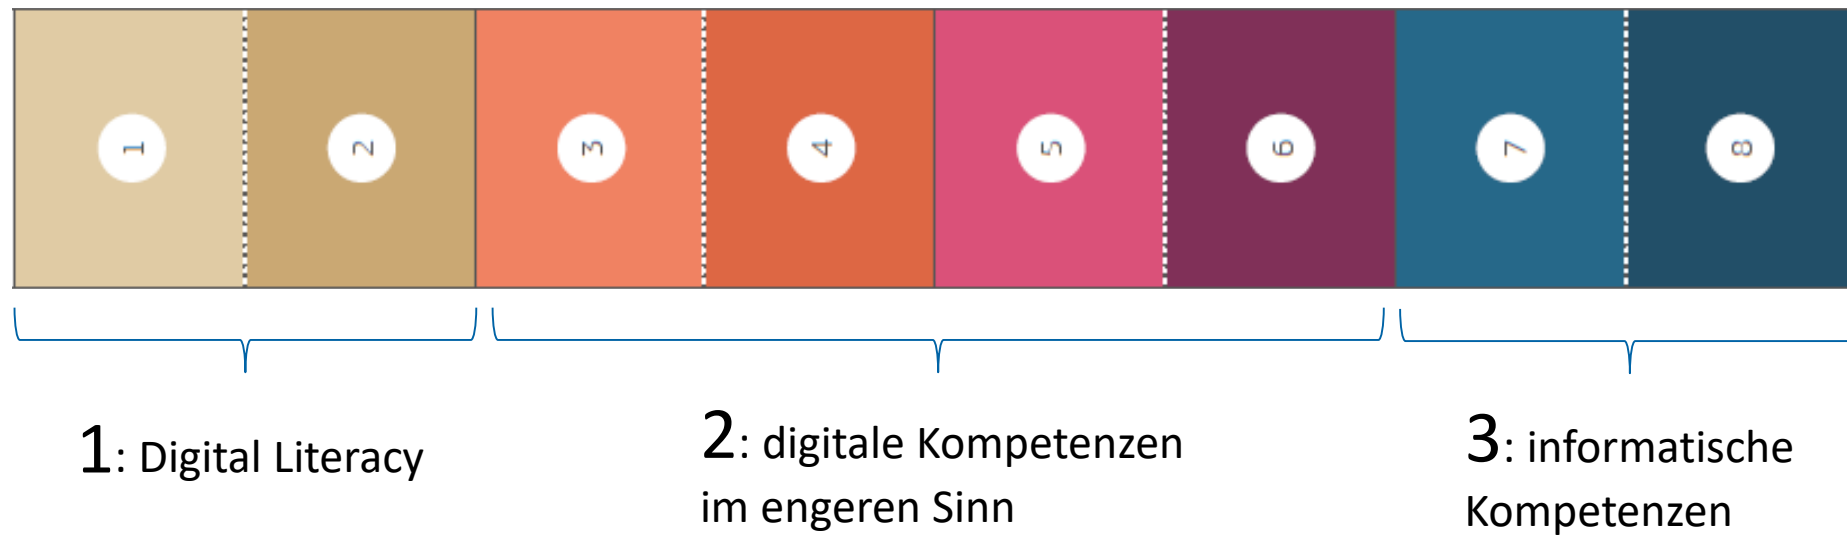 1 2 3 4 5 6 7 8
1: Digital Literacy
2: digitale Kompetenzen
im engeren Sinn
3: informatische
Kompetenzen